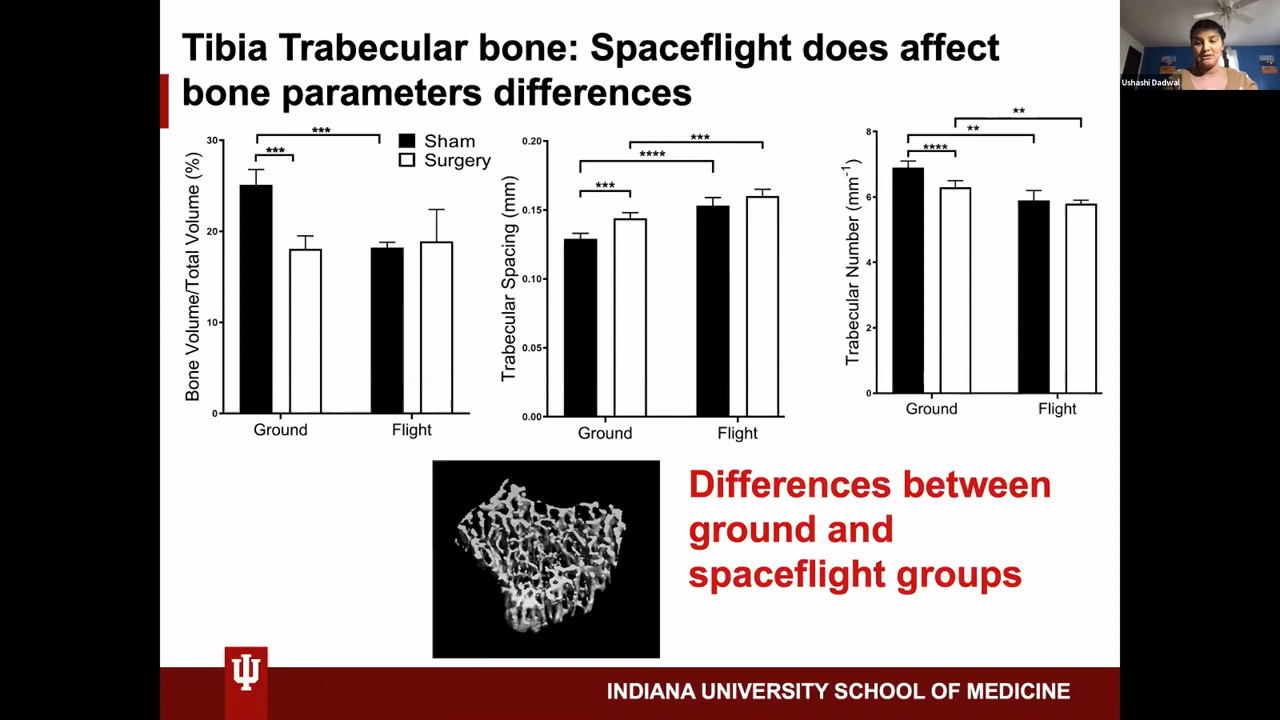 Tibia Trabecular bone: Spaceflight does affect
bone parameters differences
Ushashi Dadwal
Bone Volume/Total Volume (%)
30
20
10
0
***
***
Sham
Surgery
Ground
Flight
Trabecular Spacing (mm)
0.20
0.15
0.10
0.05
0.00
***
****
***
Ground
Flight
Trabecular Number (mm⁻¹)
8
6
4
2
0
**
**
****
Ground
Flight
Differences between
ground and
spaceflight groups
INDIANA UNIVERSITY SCHOOL OF MEDICINE